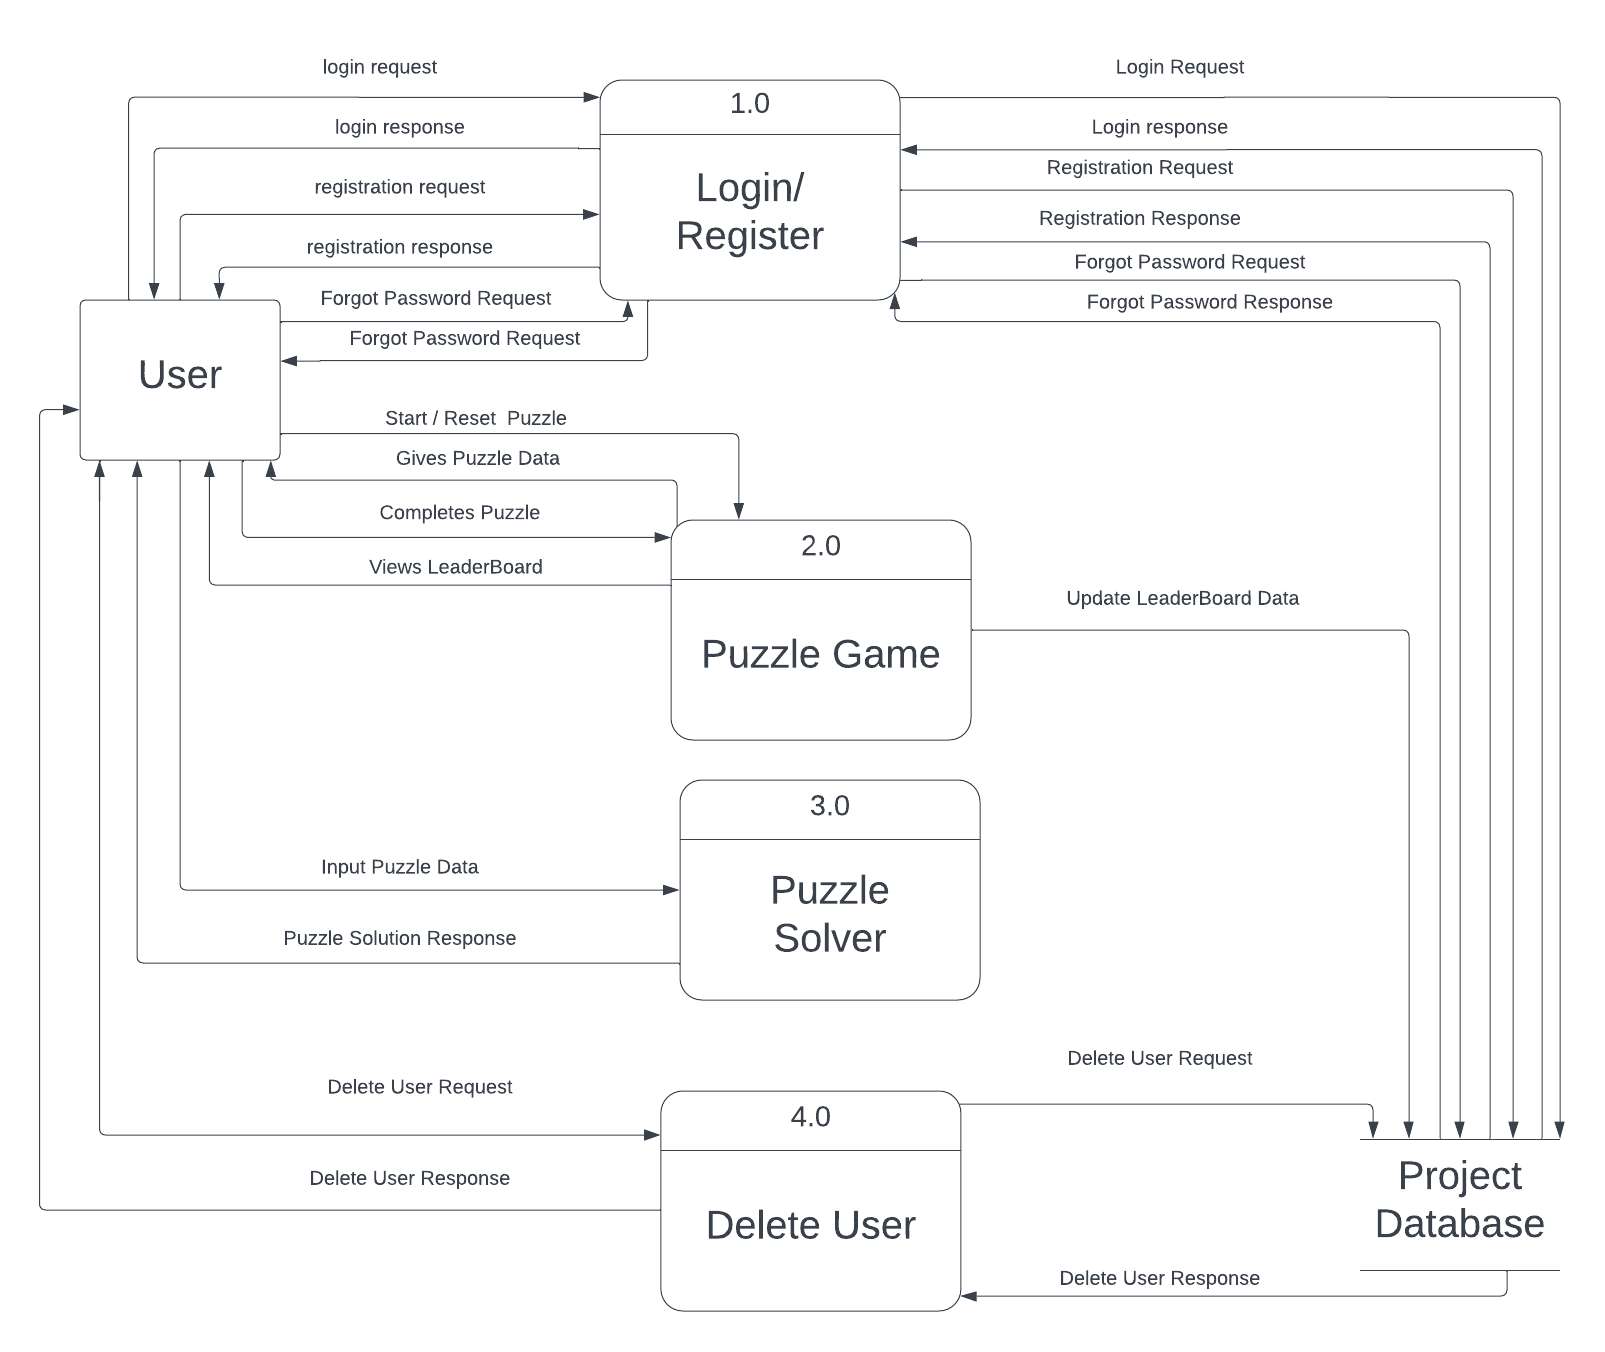 login request
Login Request
1.0
login response
Login response
Registration Request
registration request
Login/
Register
Registration Response
registration response
Forgot Password Request
Forgot Password Request
Forgot Password Response
Forgot Password Request
User
Start / Reset  Puzzle
Gives Puzzle Data
Completes Puzzle
2.0
Views LeaderBoard
Update LeaderBoard Data
Puzzle Game
3.0
Input Puzzle Data
Puzzle
Solver
Puzzle Solution Response
Delete User Request
Delete User Request
4.0
Delete User Response
Project
Database
Delete User
Delete User Response